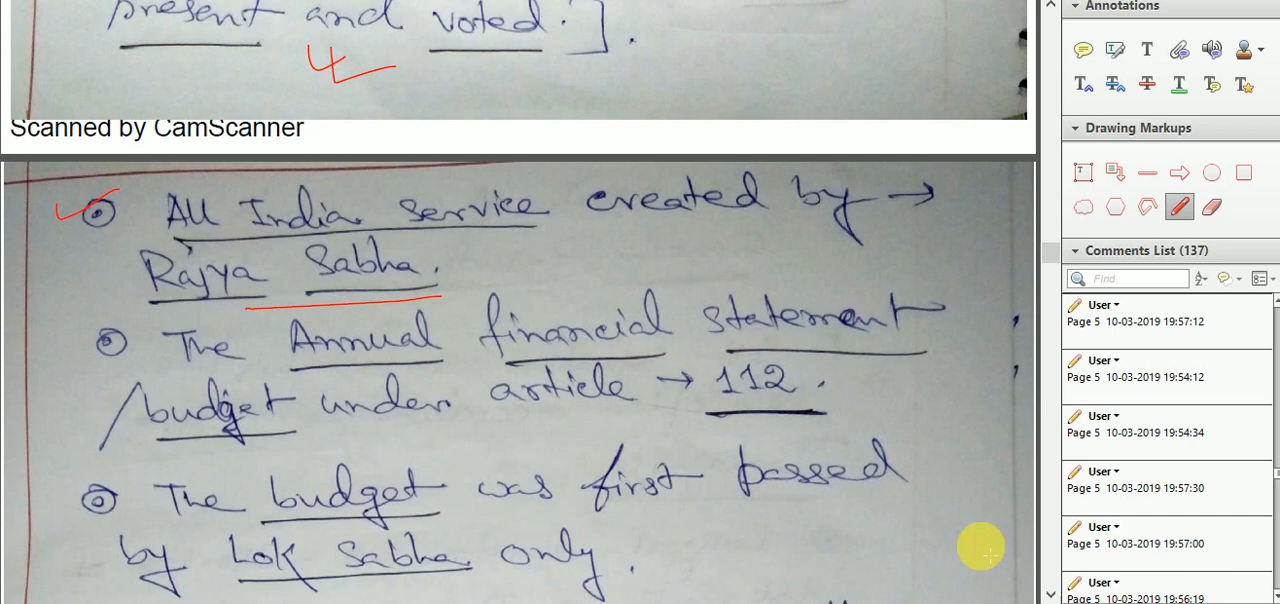 present and voted.].
Scanned by CamScanner
All India service created by →
Rajya Sabha.
The Annual financial statement
/budget under article → 112.
The budget was first passed
by Lok Sabha only.
Annotations
T
T T T T T T
Drawing Markups
T
Comments List (137)
Find
User
Page 5 10-03-2019 19:57:12
User
Page 5 10-03-2019 19:54:12
User
Page 5 10-03-2019 19:54:34
User
Page 5 10-03-2019 19:57:30
User
Page 5 10-03-2019 19:57:00
User
Page 5 10-03-2019 19:56:19